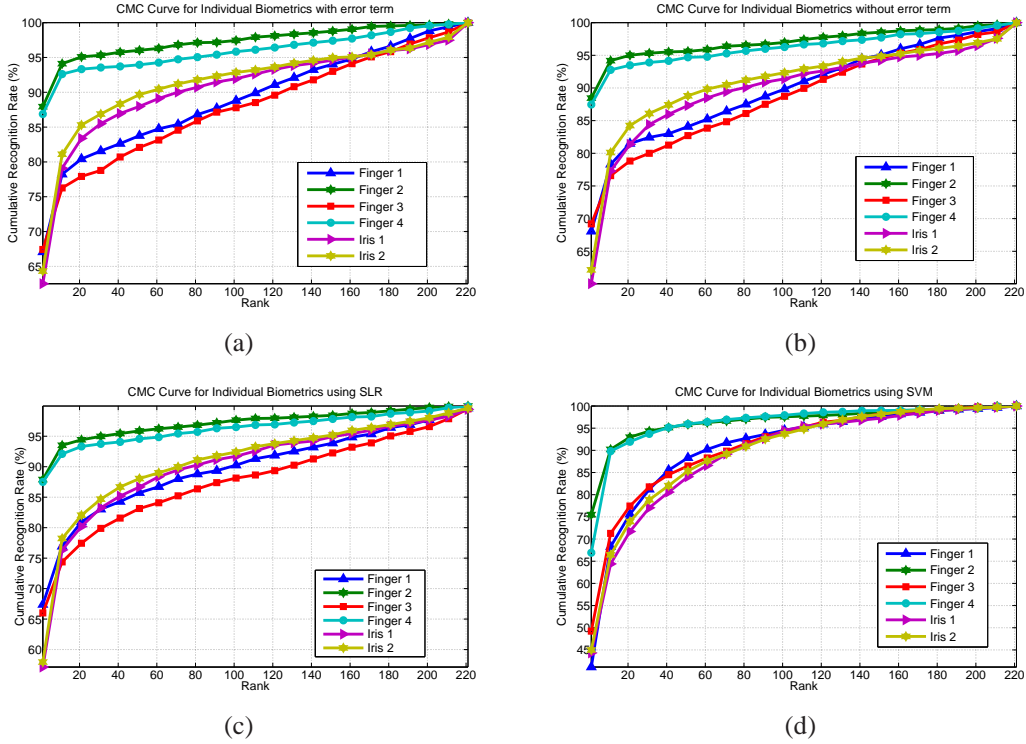 CMC Curve for Individual Biometrics with error term
Cumulative Recognition Rate (%)
100
95
90
85
80
75
70
65
20 40 60 80 100 120 140 160 180 200 220
Rank
Finger 1
Finger 2
Finger 3
Finger 4
Iris 1
Iris 2
(a)
CMC Curve for Individual Biometrics without error term
Cumulative Recognition Rate (%)
100
95
90
85
80
75
70
65
20 40 60 80 100 120 140 160 180 200 220
Rank
Finger 1
Finger 2
Finger 3
Finger 4
Iris 1
Iris 2
(b)
CMC Curve for Individual Biometrics using SLR
Cumulative Recognition Rate (%)
95
90
85
80
75
70
65
60
20 40 60 80 100 120 140 160 180 200 220
Rank
Finger 1
Finger 2
Finger 3
Finger 4
Iris 1
Iris 2
(c)
CMC Curve for Individual Biometrics using SVM
Cumulative Recognition Rate (%)
100
95
90
85
80
75
70
65
60
55
50
45
20 40 60 80 100 120 140 160 180 200 220
Rank
Finger 1
Finger 2
Finger 3
Finger 4
Iris 1
Iris 2
(d)